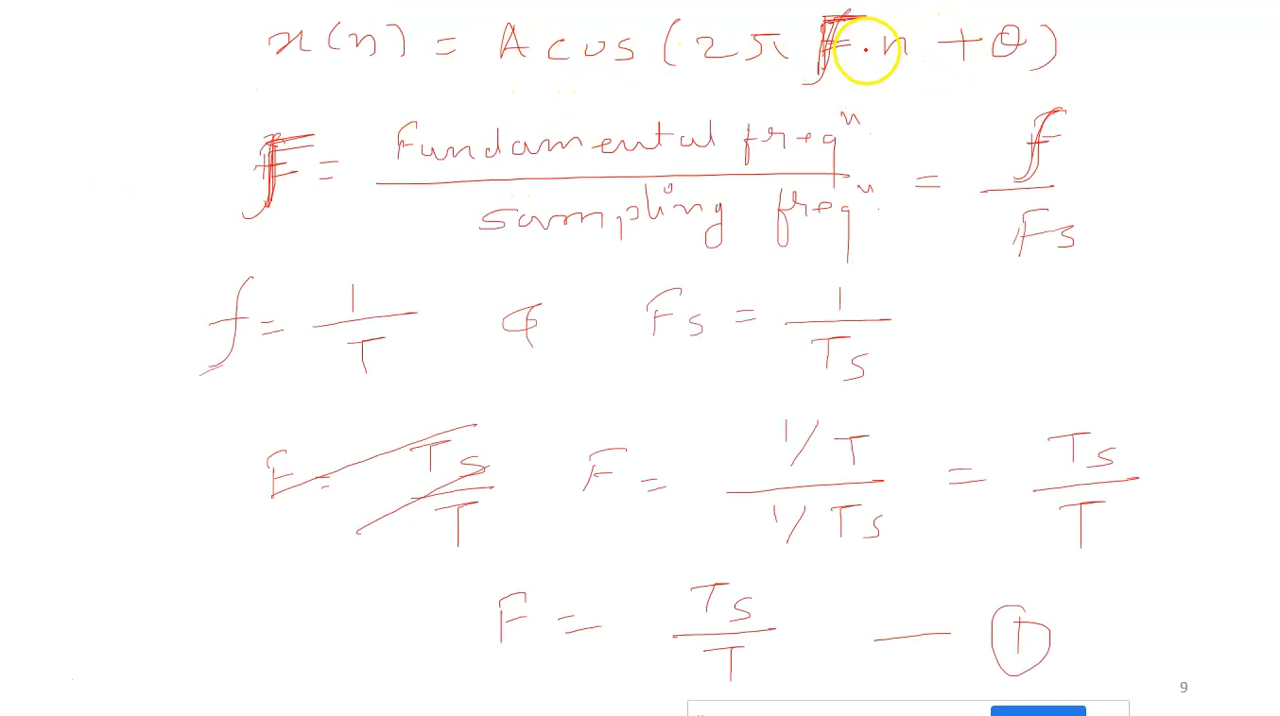 x(n) = A cos(2π f·n + θ)
f = Fundamental freqⁿ. / sampling freqⁿ. = f / Fs
f = 1 / T & Fs = 1 / Ts
F = Ts / T F = 1/T / 1/Ts = Ts / T
F = Ts / T — 1
9